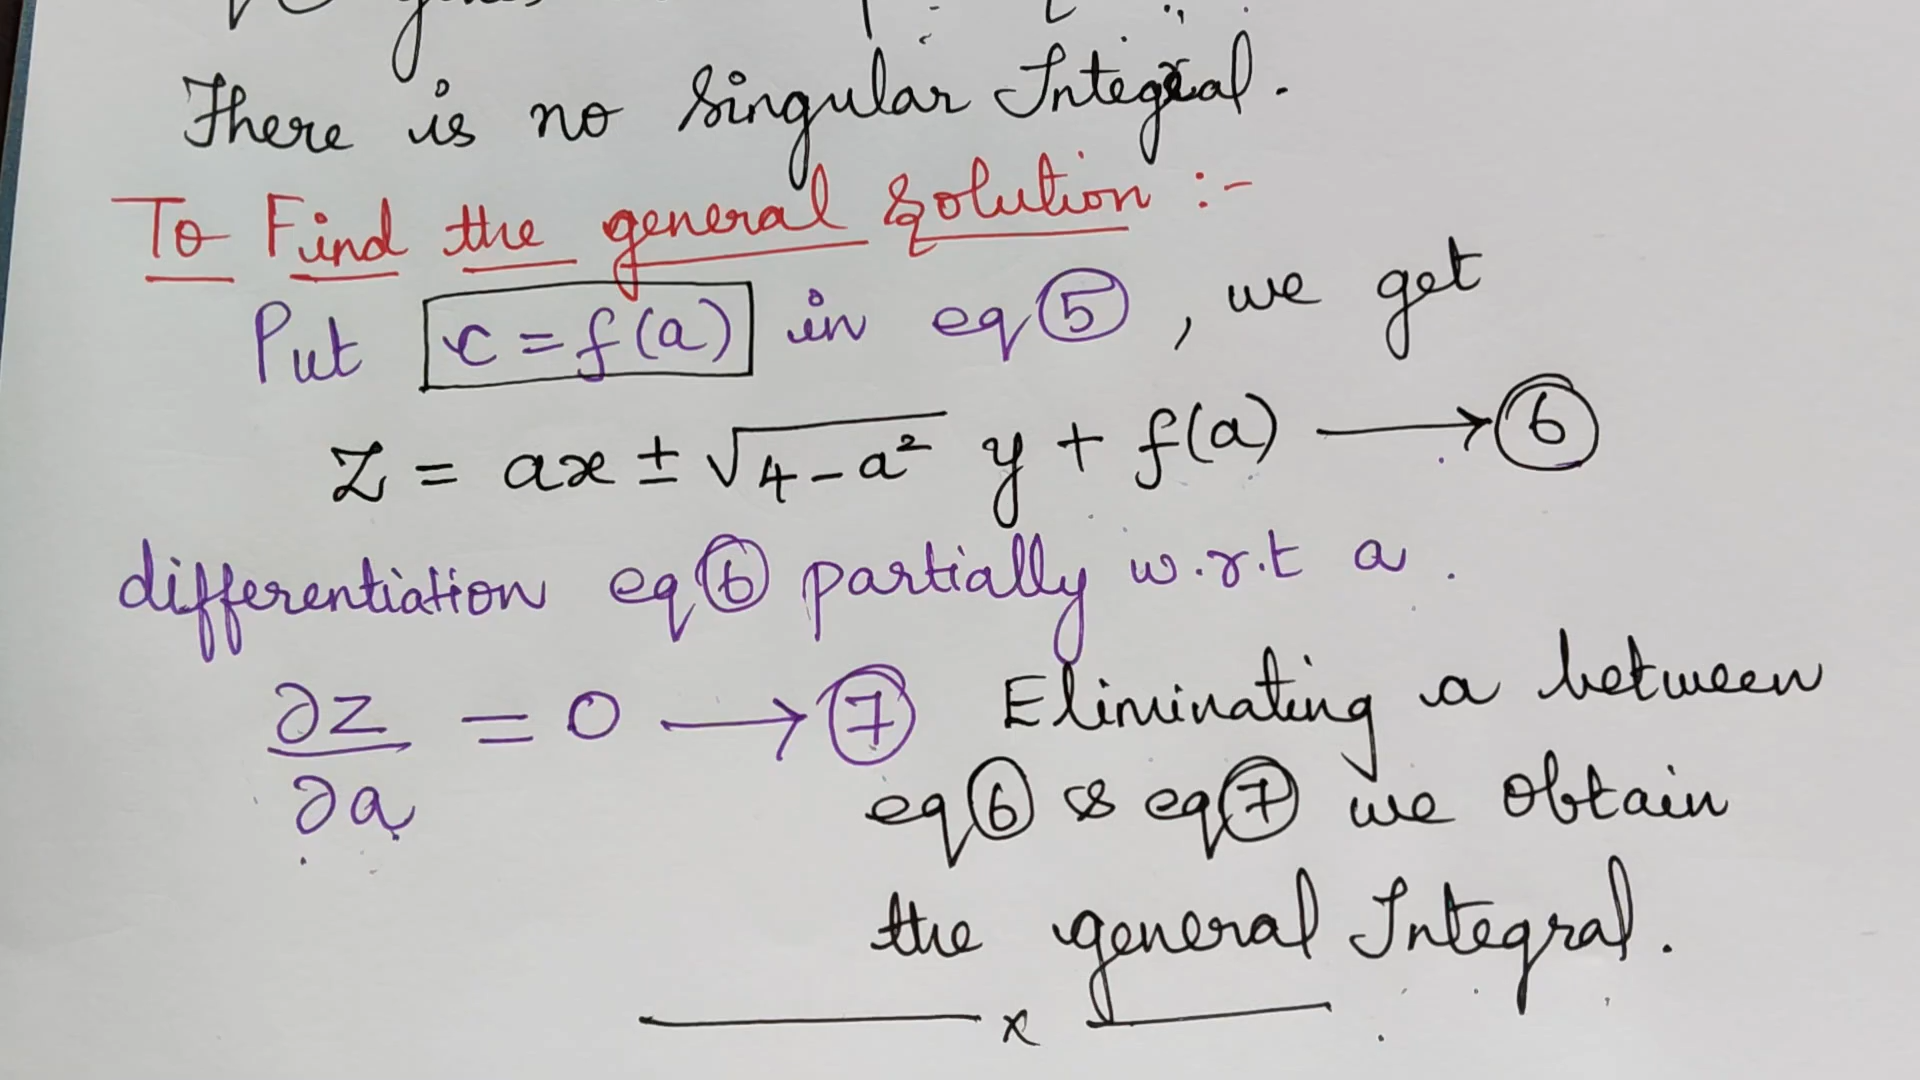 There is no Singular Integral.
To Find the general Solution :-
Put c = f(a) in eq ⑤, we get
Z = ax ± √4-a² y + f(a) ⟶ ⑥
differentiation eq ⑥ partially w.r.t a.
∂z/∂a = 0 ⟶ ⑦
Eliminating a between
eq ⑥ & eq ⑦ we obtain
the general Integral.
x